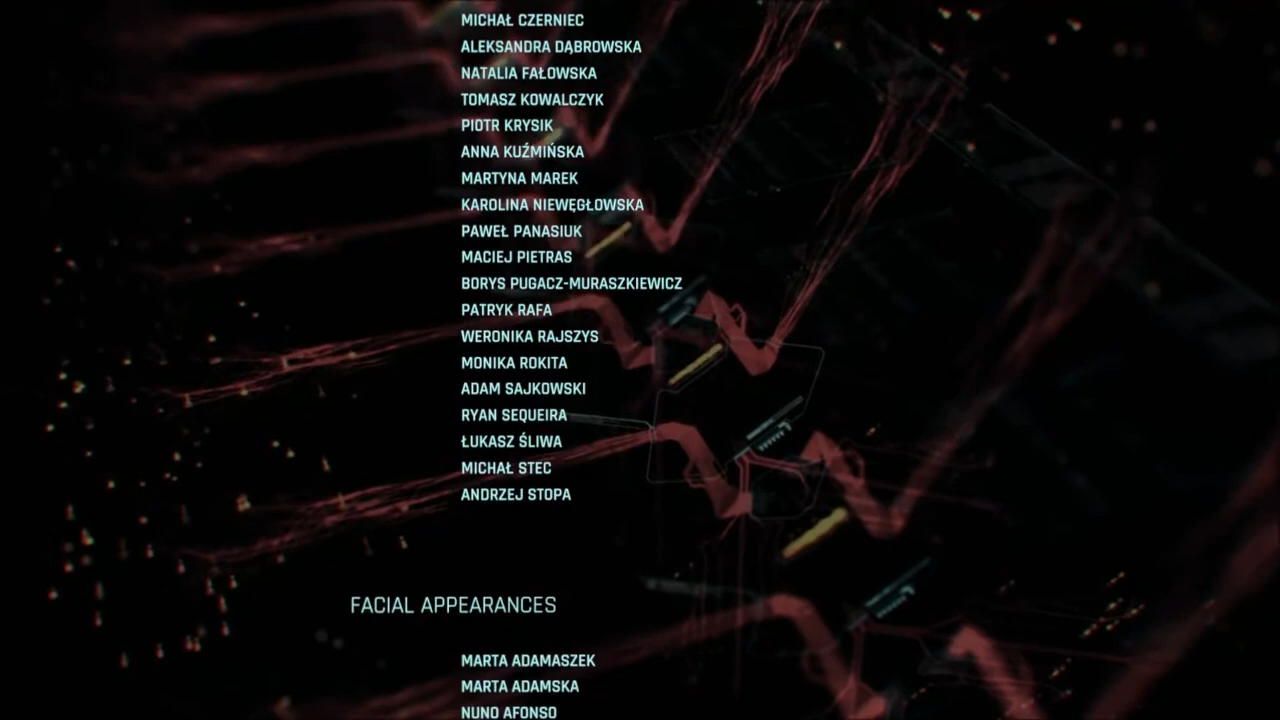 MICHAŁ CZERNIEC
ALEKSANDRA DĄBROWSKA
NATALIA FAŁOWSKA
TOMASZ KOWALCZYK
PIOTR KRYSIK
ANNA KUŹMIŃSKA
MARTYNA MAREK
KAROLINA NIEWĘGŁOWSKA
PAWEŁ PANASIUK
MACIEJ PIETRAS
BORYS PUGACZ-MURASZKIEWICZ
PATRYK RAFA
WERONIKA RAJSZYS
MONIKA ROKITA
ADAM SAJKOWSKI
RYAN SEQUEIRA
ŁUKASZ ŚLIWA
MICHAŁ STEC
ANDRZEJ STOPA
FACIAL APPEARANCES
MARTA ADAMASZEK
MARTA ADAMSKA
NUNO AFONSO